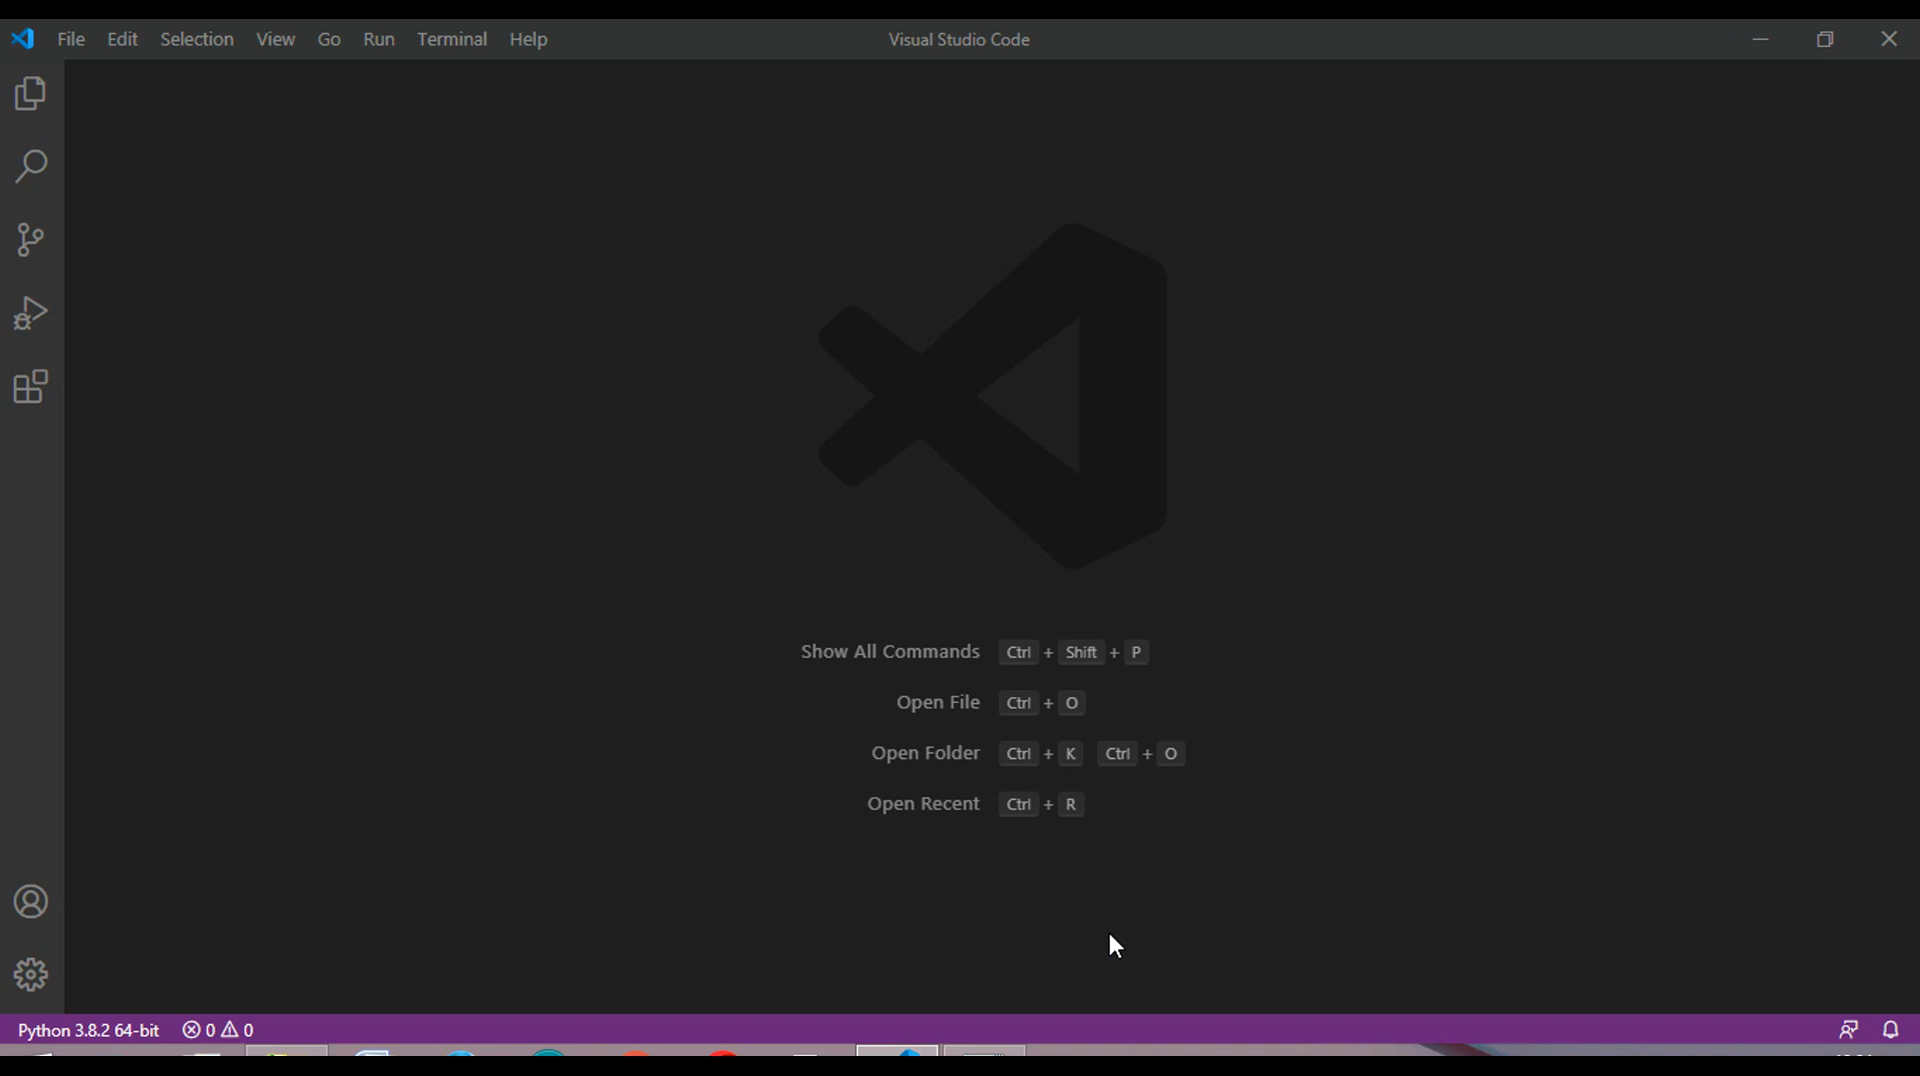 File Edit Selection View Go Run Terminal Help Visual Studio Code
Show All Commands Ctrl + Shift + P
Open File Ctrl + O
Open Folder Ctrl + K Ctrl + O
Open Recent Ctrl + R
Python 3.8.2 64-bit 0 0